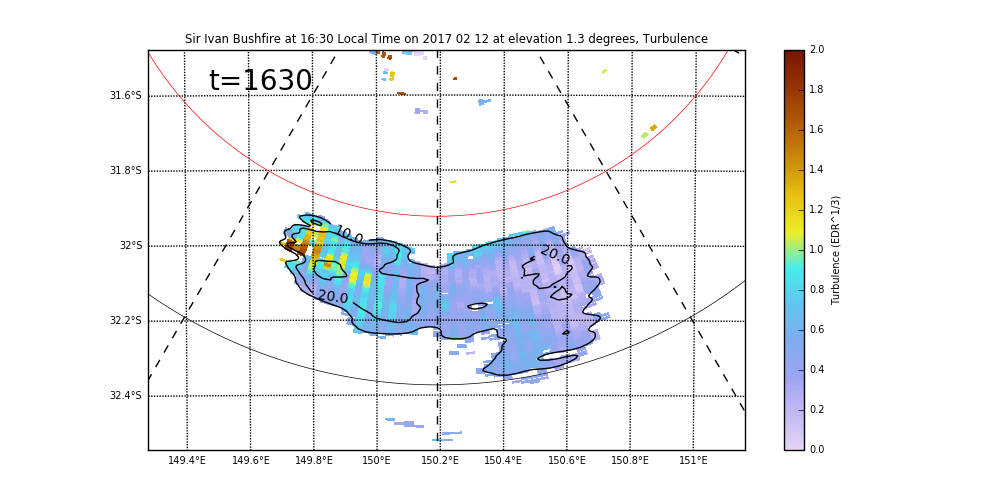 Sir Ivan Bushfire at 16:30 Local Time on 2017 02 12 at elevation 1.3 degrees, Turbulence
t=1630
31.6°S
31.8°S
32°S
32.2°S
32.4°S
10.0
20.0
20.0
149.4°E 149.6°E 149.8°E 150°E 150.2°E 150.4°E 150.6°E 150.8°E 151°E
2.0
1.8
1.6
1.4
1.2
1.0
0.8
0.6
0.4
0.2
0.0
Turbulence (EDR^1/3)